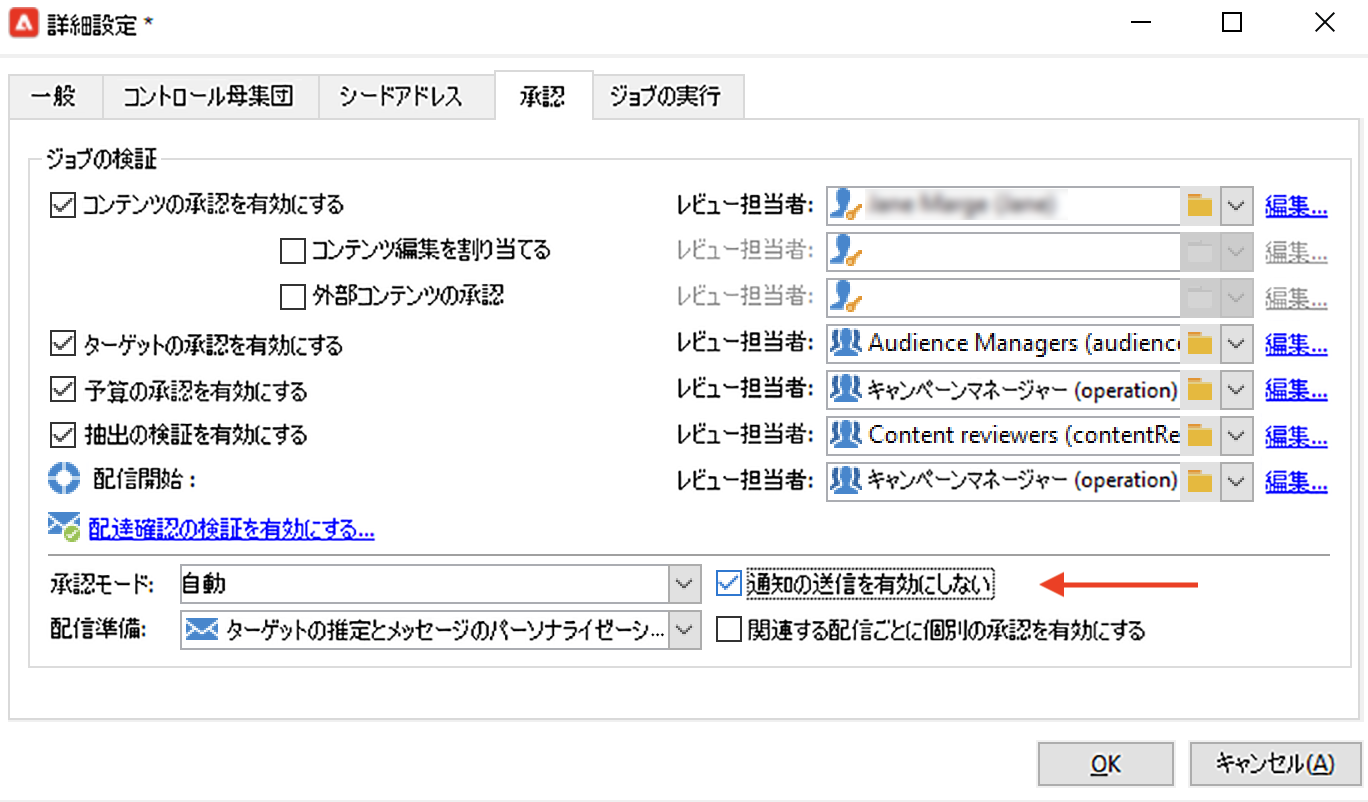 詳細設定 *
一般 コントロール母集団 シードアドレス 承認 ジョブの実行
ジョブの検証
コンテンツの承認を有効にする レビュー担当者: 編集...
コンテンツ編集を割り当てる レビュー担当者: 編集...
外部コンテンツの承認 レビュー担当者: 編集...
ターゲットの承認を有効にする レビュー担当者: Audience Managers (audience 編集...
予算の承認を有効にする レビュー担当者: キャンペーンマネージャー (operation) 編集...
抽出の検証を有効にする レビュー担当者: Content reviewers (contentRe 編集...
配信開始 : レビュー担当者: キャンペーンマネージャー (operation) 編集...
配達確認の検証を有効にする...
承認モード: 自動 通知の送信を有効にしない
配信準備: ターゲットの推定とメッセージのパーソナライゼーシ... 関連する配信ごとに個別の承認を有効にする
OK キャンセル(A)